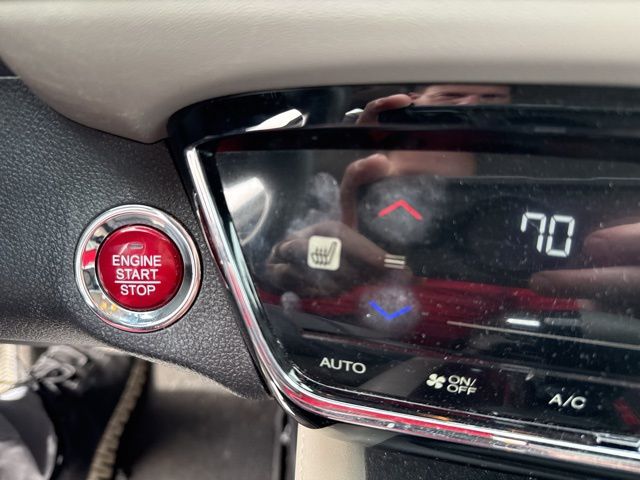 ENGINE
START
STOP
70
AUTO
ON/
OFF
A/C